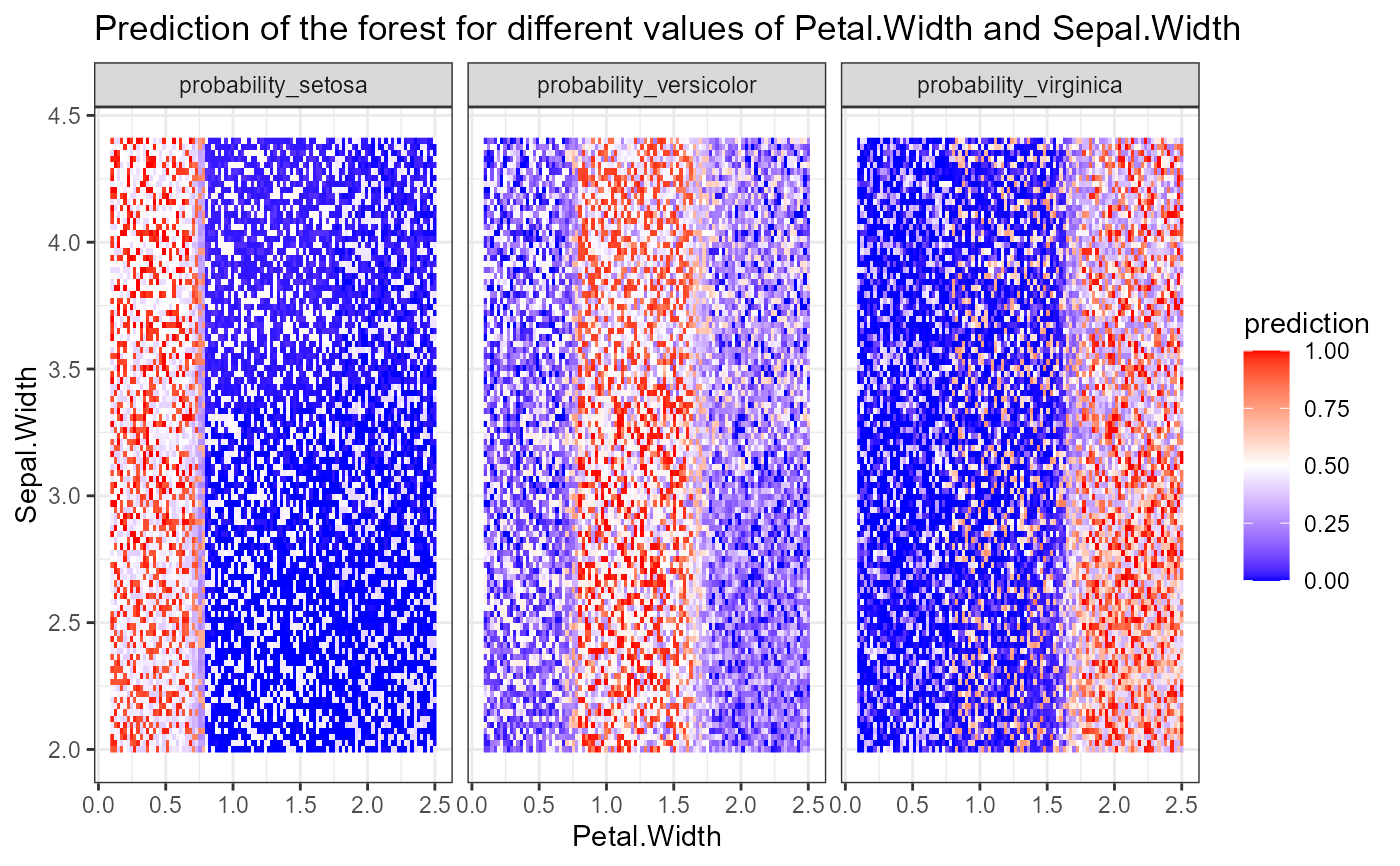 Prediction of the forest for different values of Petal.Width and Sepal.Width
probability_setosa
probability_versicolor
probability_virginica
4.5
4.0
3.5
3.0
2.5
2.0
Sepal.Width
0.0 0.5 1.0 1.5 2.0 2.5
0.0 0.5 1.0 1.5 2.0 2.5
0.0 0.5 1.0 1.5 2.0 2.5
Petal.Width
prediction
1.00
0.75
0.50
0.25
0.00